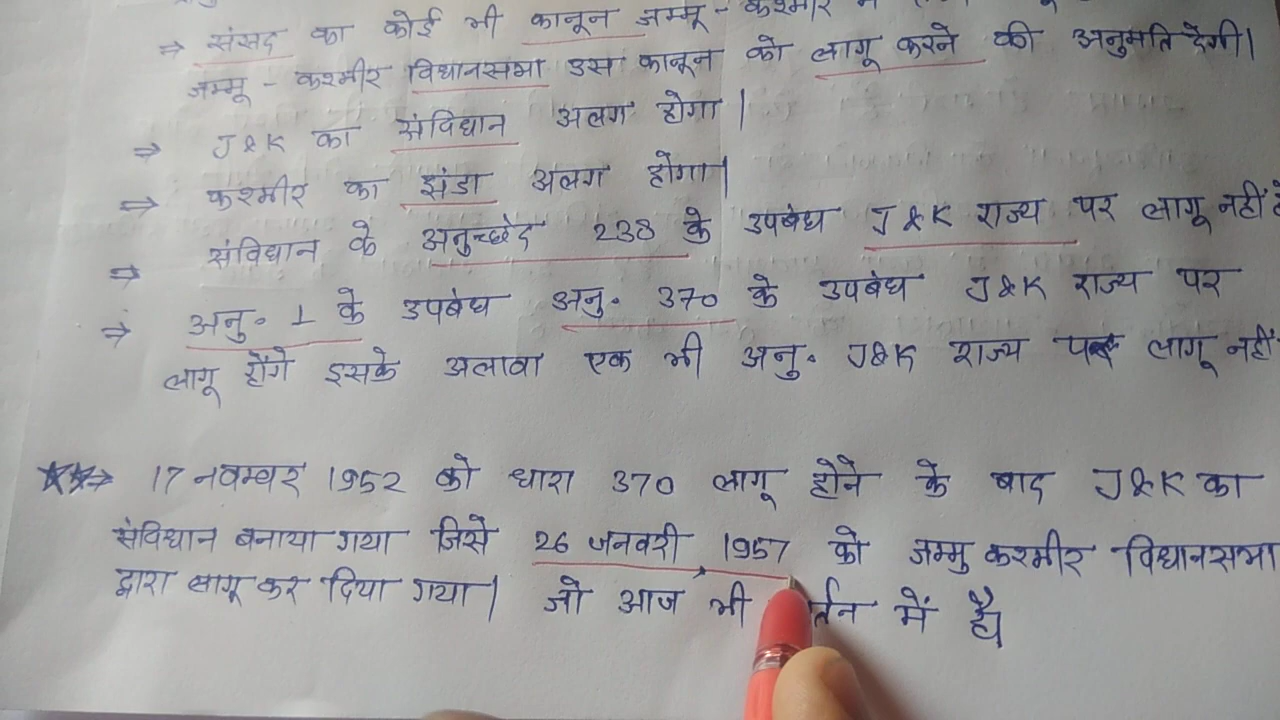 ⇒ संसद का कोई भी कानून जम्मू - कश्मीर में
जम्मू - कश्मीर विधानसभा उस कानून को लागू करने की अनुमति देगी।
⇒ J&K का संविधान अलग होगा |
⇒ कश्मीर का झंडा अलग होगा|
⇒ संविधान के अनुच्छेद 238 के उपबंध J&K राज्य पर लागू नहीं
⇒ अनु. 1 के उपबंध अनु. 370 के उपबंध J&K राज्य पर
लागू होंगे इसके अलावा एक भी अनु. J&K राज्य पर लागू नहीं
⇒ 17 नवम्बर 1952 को धारा 370 लागू होने के बाद J&K का
संविधान बनाया गया जिसे 26 जनवरी, 1957 को जम्मु कश्मीर विधानसभा
द्वारा लागू कर दिया गया| जो आज भी र्तन में है